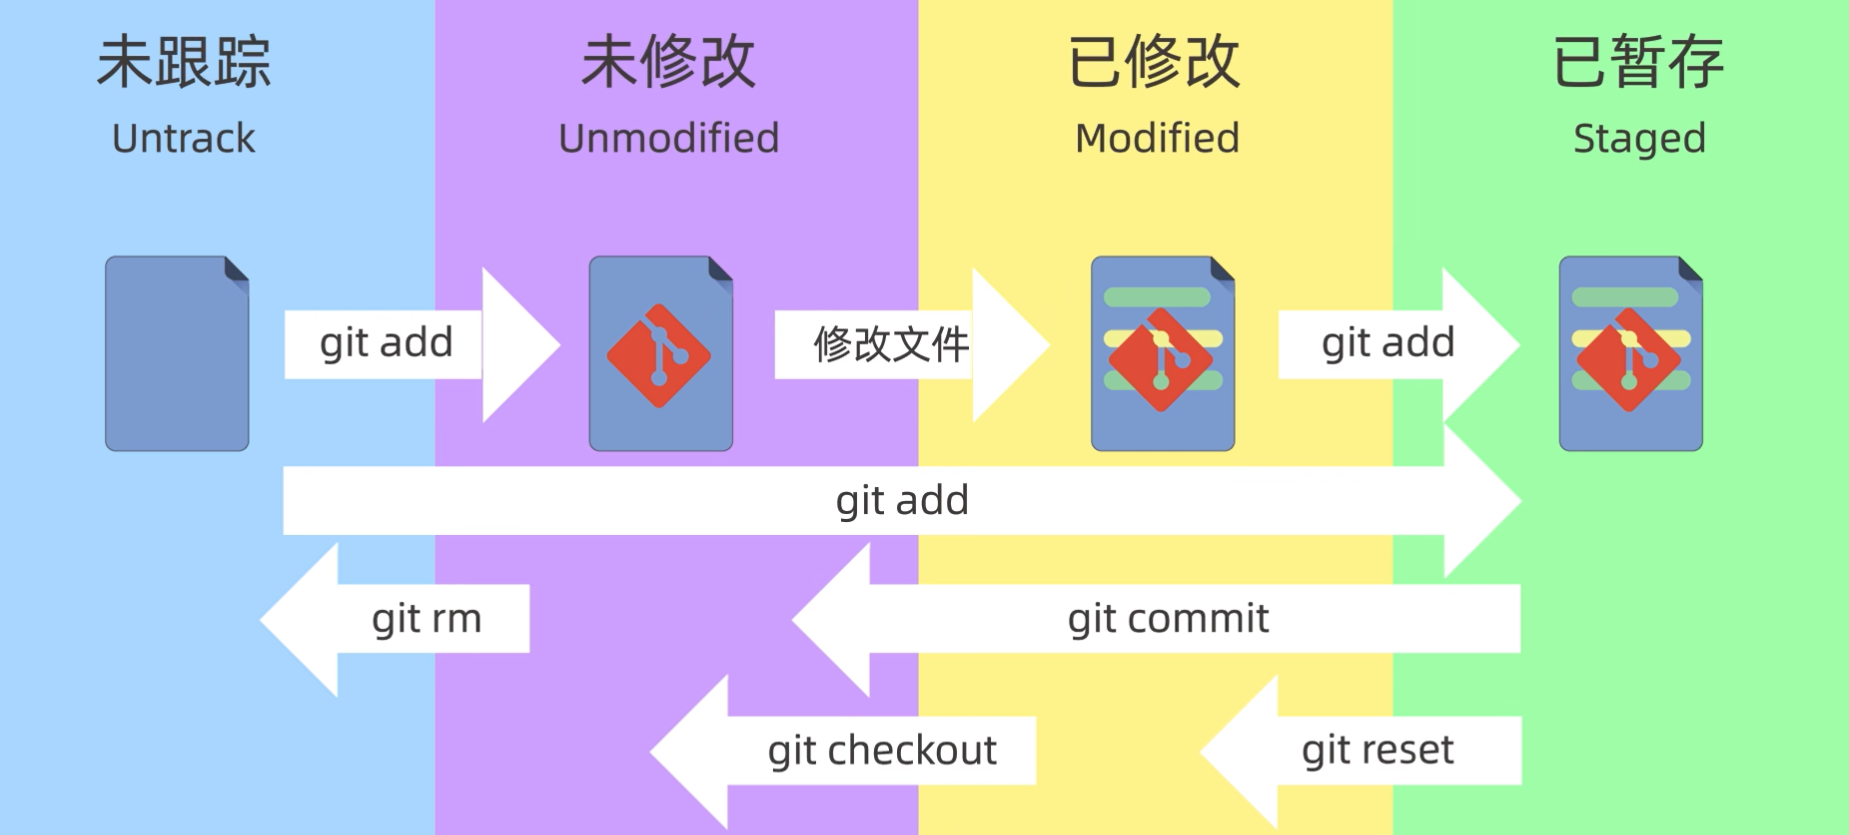 未跟踪
Untrack
未修改
Unmodified
已修改
Modified
已暂存
Staged
git add
修改文件
git add
git add
git rm
git commit
git checkout
git reset